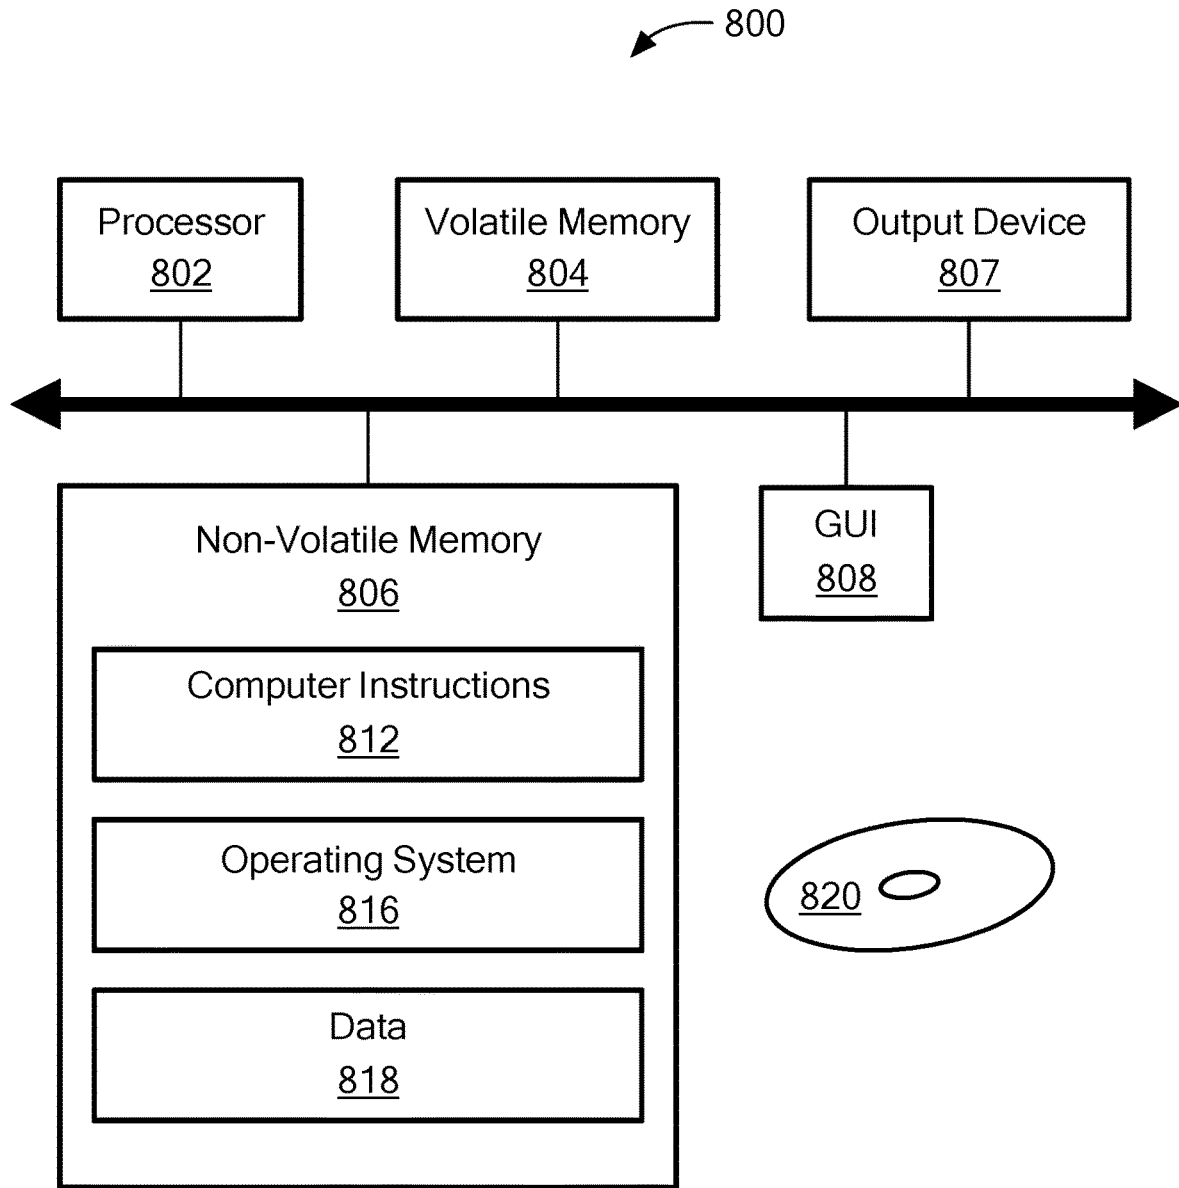 800
Processor
802
Volatile Memory
804
Output Device
807
Non-Volatile Memory
806
GUI
808
Computer Instructions
812
Operating System
816
820
Data
818